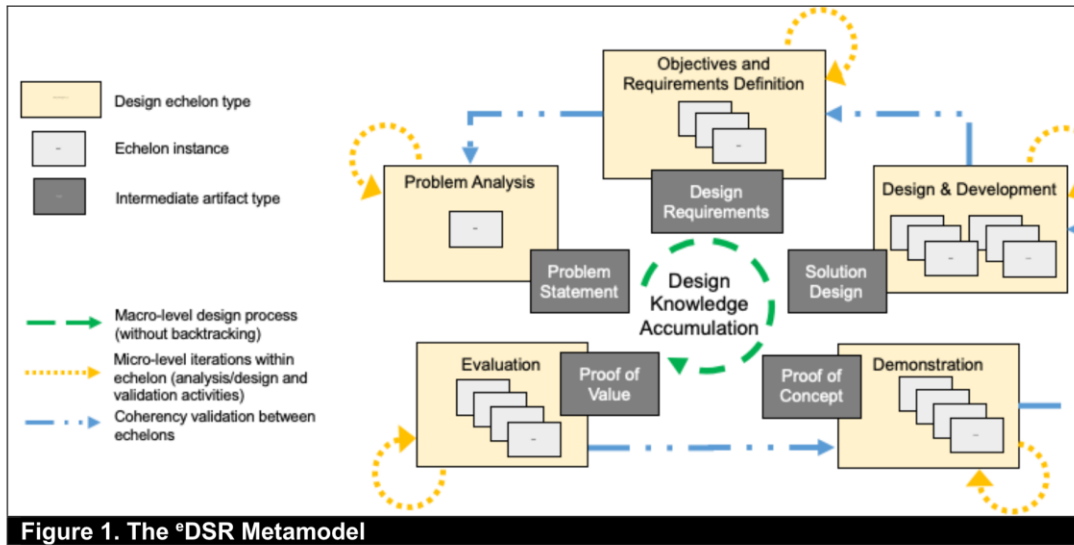 Design echelon type
Echelon instance
Intermediate artifact type
Macro-level design process
(without backtracking)
Micro-level iterations within
echelon (analysis/design and
validation activities)
Coherency validation between
echelons
Objectives and
Requirements Definition
Design
Requirements
Problem Analysis
Problem
Statement
Design & Development
Solution
Design
Design
Knowledge
Accumulation
Evaluation
Proof of
Value
Demonstration
Proof of
Concept
Figure 1. The ᵉDSR Metamodel